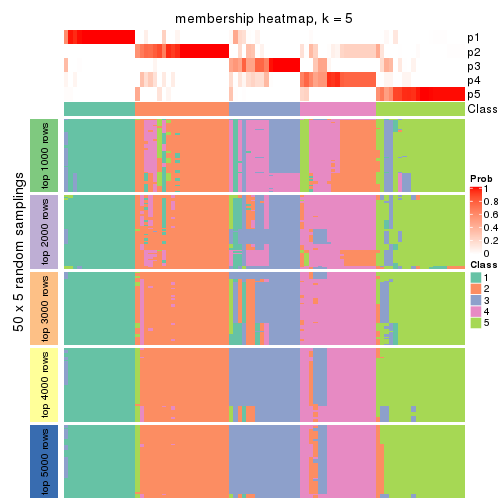 membership heatmap, k = 5
p1
p2
p3
p4
p5
Class
50 x 5 random samplings
top 1000 rows
top 2000 rows
top 3000 rows
top 4000 rows
top 5000 rows
Prob
1
0.8
0.6
0.4
0.2
0
Class
1
2
3
4
5